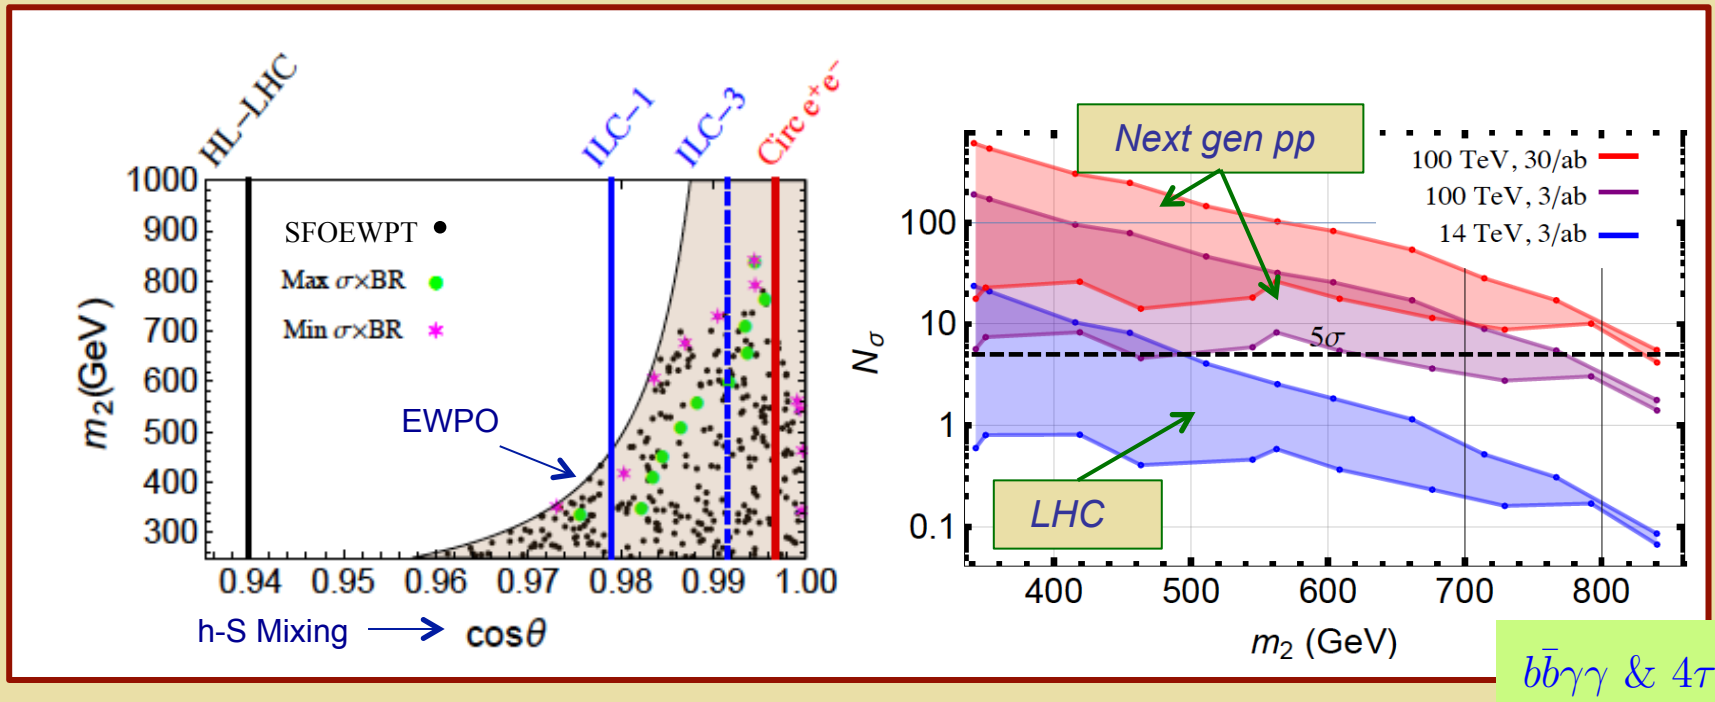 HL-LHC
ILC-1
ILC-3
Circ e⁺e⁻
1000
900
800
700
600
500
400
300
m₂(GeV)
SFOEWPT
Max σ×BR
Min σ×BR
EWPO
0.94 0.95 0.96 0.97 0.98 0.99 1.00
h-S Mixing
cosθ
Next gen pp
100 TeV, 30/ab
100 TeV, 3/ab
14 TeV, 3/ab
100
10
1
0.1
Nσ
5σ
LHC
400 500 600 700 800
m₂ (GeV)
bb̄γγ & 4τ